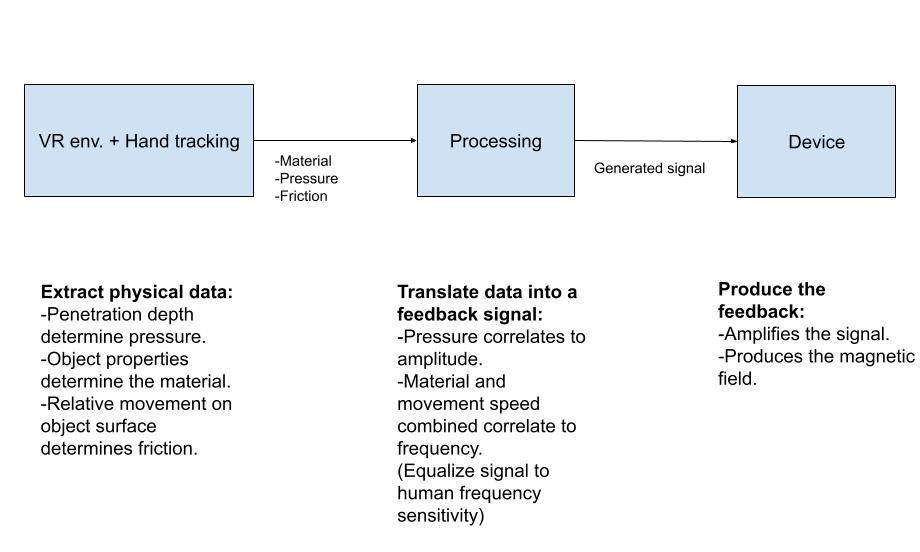 VR env. + Hand tracking
Processing
Device
-Material
-Pressure
-Friction
Generated signal
Extract physical data:
-Penetration depth
determine pressure.
-Object properties
determine the material.
-Relative movement on
object surface
determines friction.
Translate data into a
feedback signal:
-Pressure correlates to
amplitude.
-Material and
movement speed
combined correlate to
frequency.
(Equalize signal to
human frequency
sensitivity)
Produce the
feedback:
-Amplifies the signal.
-Produces the magnetic
field.